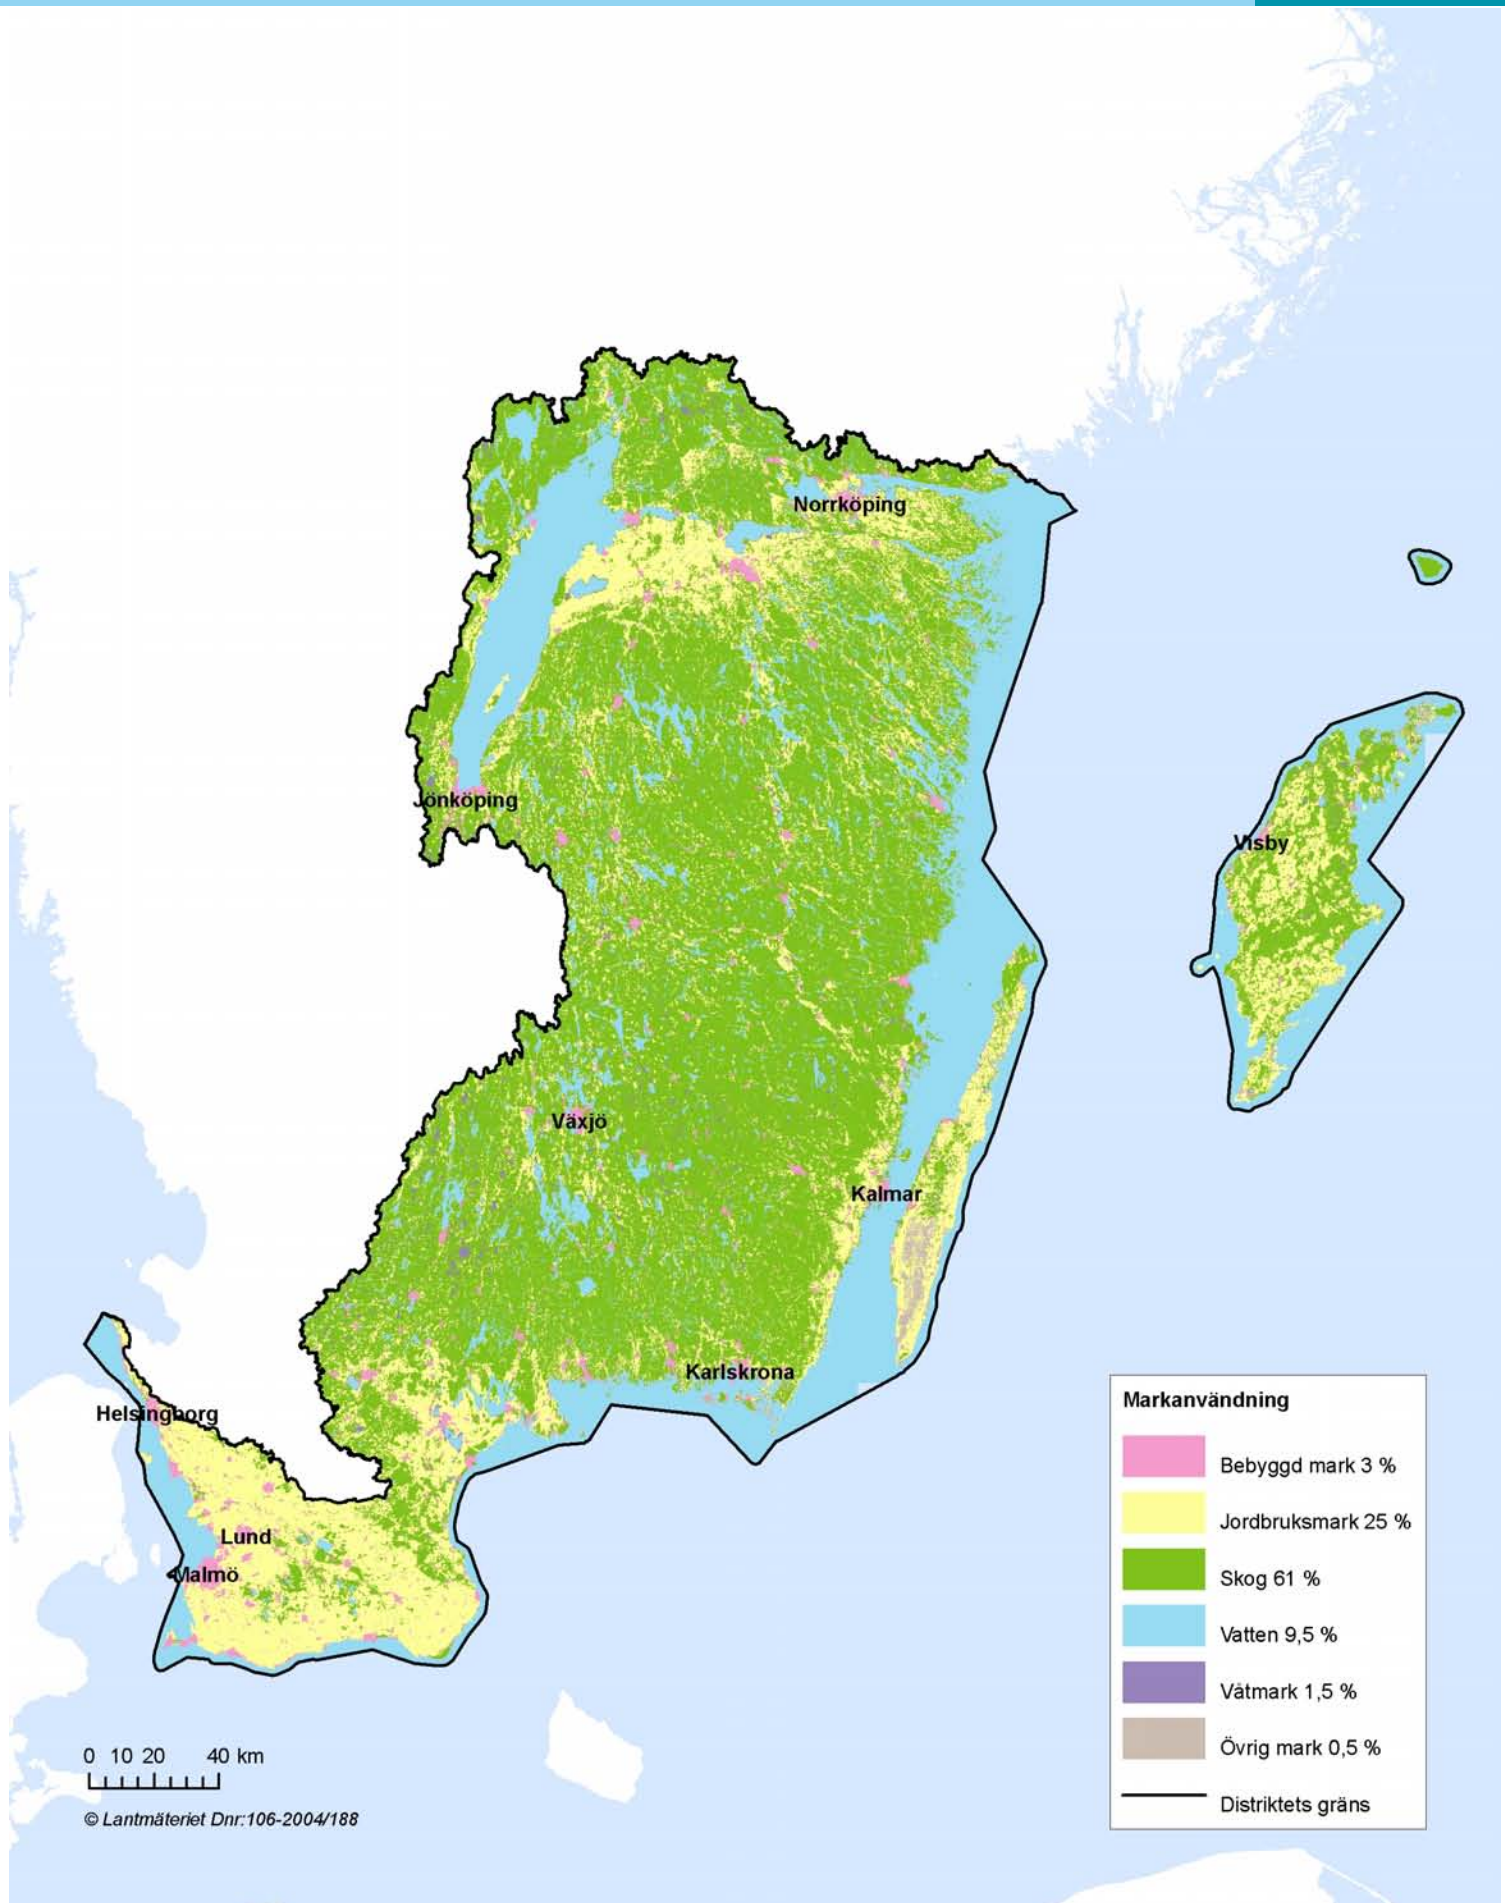 Norrköping
Jönköping
Visby
Växjö
Kalmar
Karlskrona
Helsingborg
Lund
Malmö
Markanvändning
Bebyggd mark 3 %
Jordbruksmark 25 %
Skog 61 %
Vatten 9,5 %
Våtmark 1,5 %
Övrig mark 0,5 %
Distriktets gräns
0 10 20 40 km
© Lantmäteriet Dnr:106-2004/188